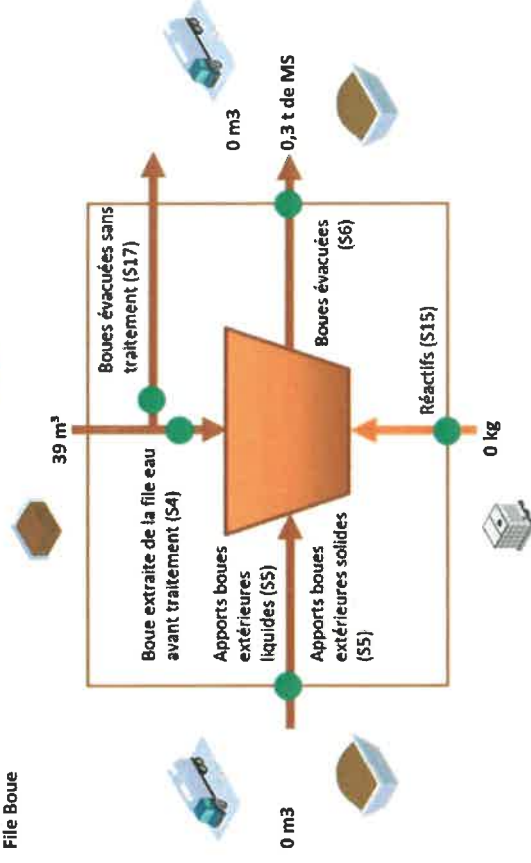 File Boue
39 m³
Boues évacuées sans
traitement (S17)
Boue extraite de la file eau
avant traitement (S4)
0 m3
Apports boues
extérieures
liquides (S5)
Apports boues
extérieures solides
(S5)
0 m3
0,3 t de MS
Boues évacuées
(S6)
Réactifs (S15)
0 kg